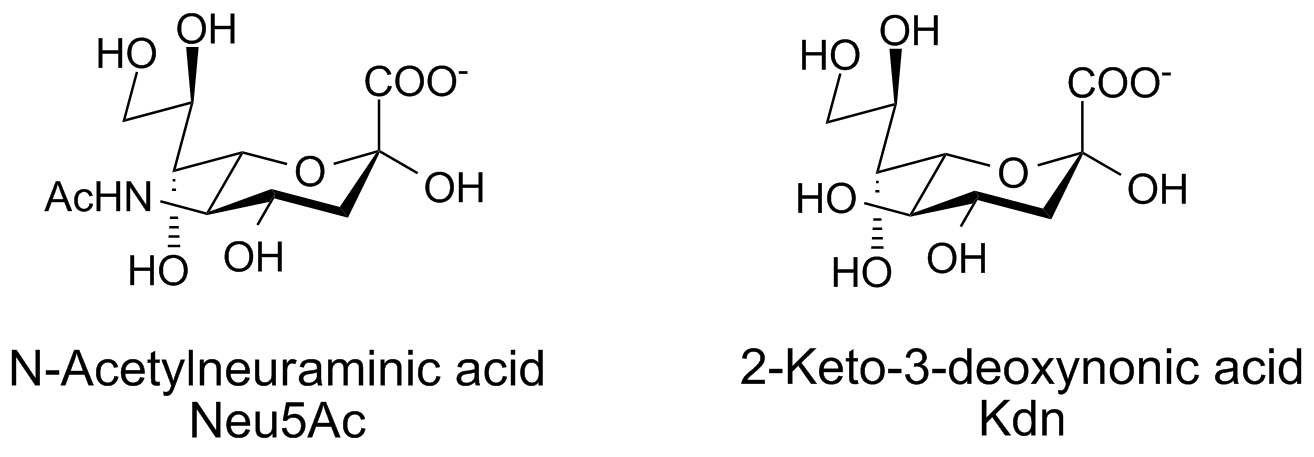 OH
HO
COO-
O
OH
AcHN
HO
OH
N-Acetylneuraminic acid
Neu5Ac
OH
HO
COO-
O
OH
HO
HO
OH
2-Keto-3-deoxynonic acid
Kdn